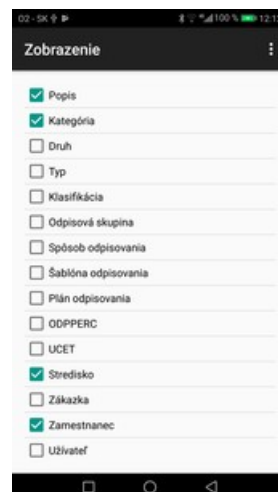 02 - SK 100 % 12:12
Zobrazenie
Popis
Kategória
Druh
Typ
Klasifikácia
Odpisová skupina
Spôsob odpisovania
Šablóna odpisovania
Plán odpisovania
ODPPERC
UCET
Stredisko
Zákazka
Zamestnanec
Užívateľ